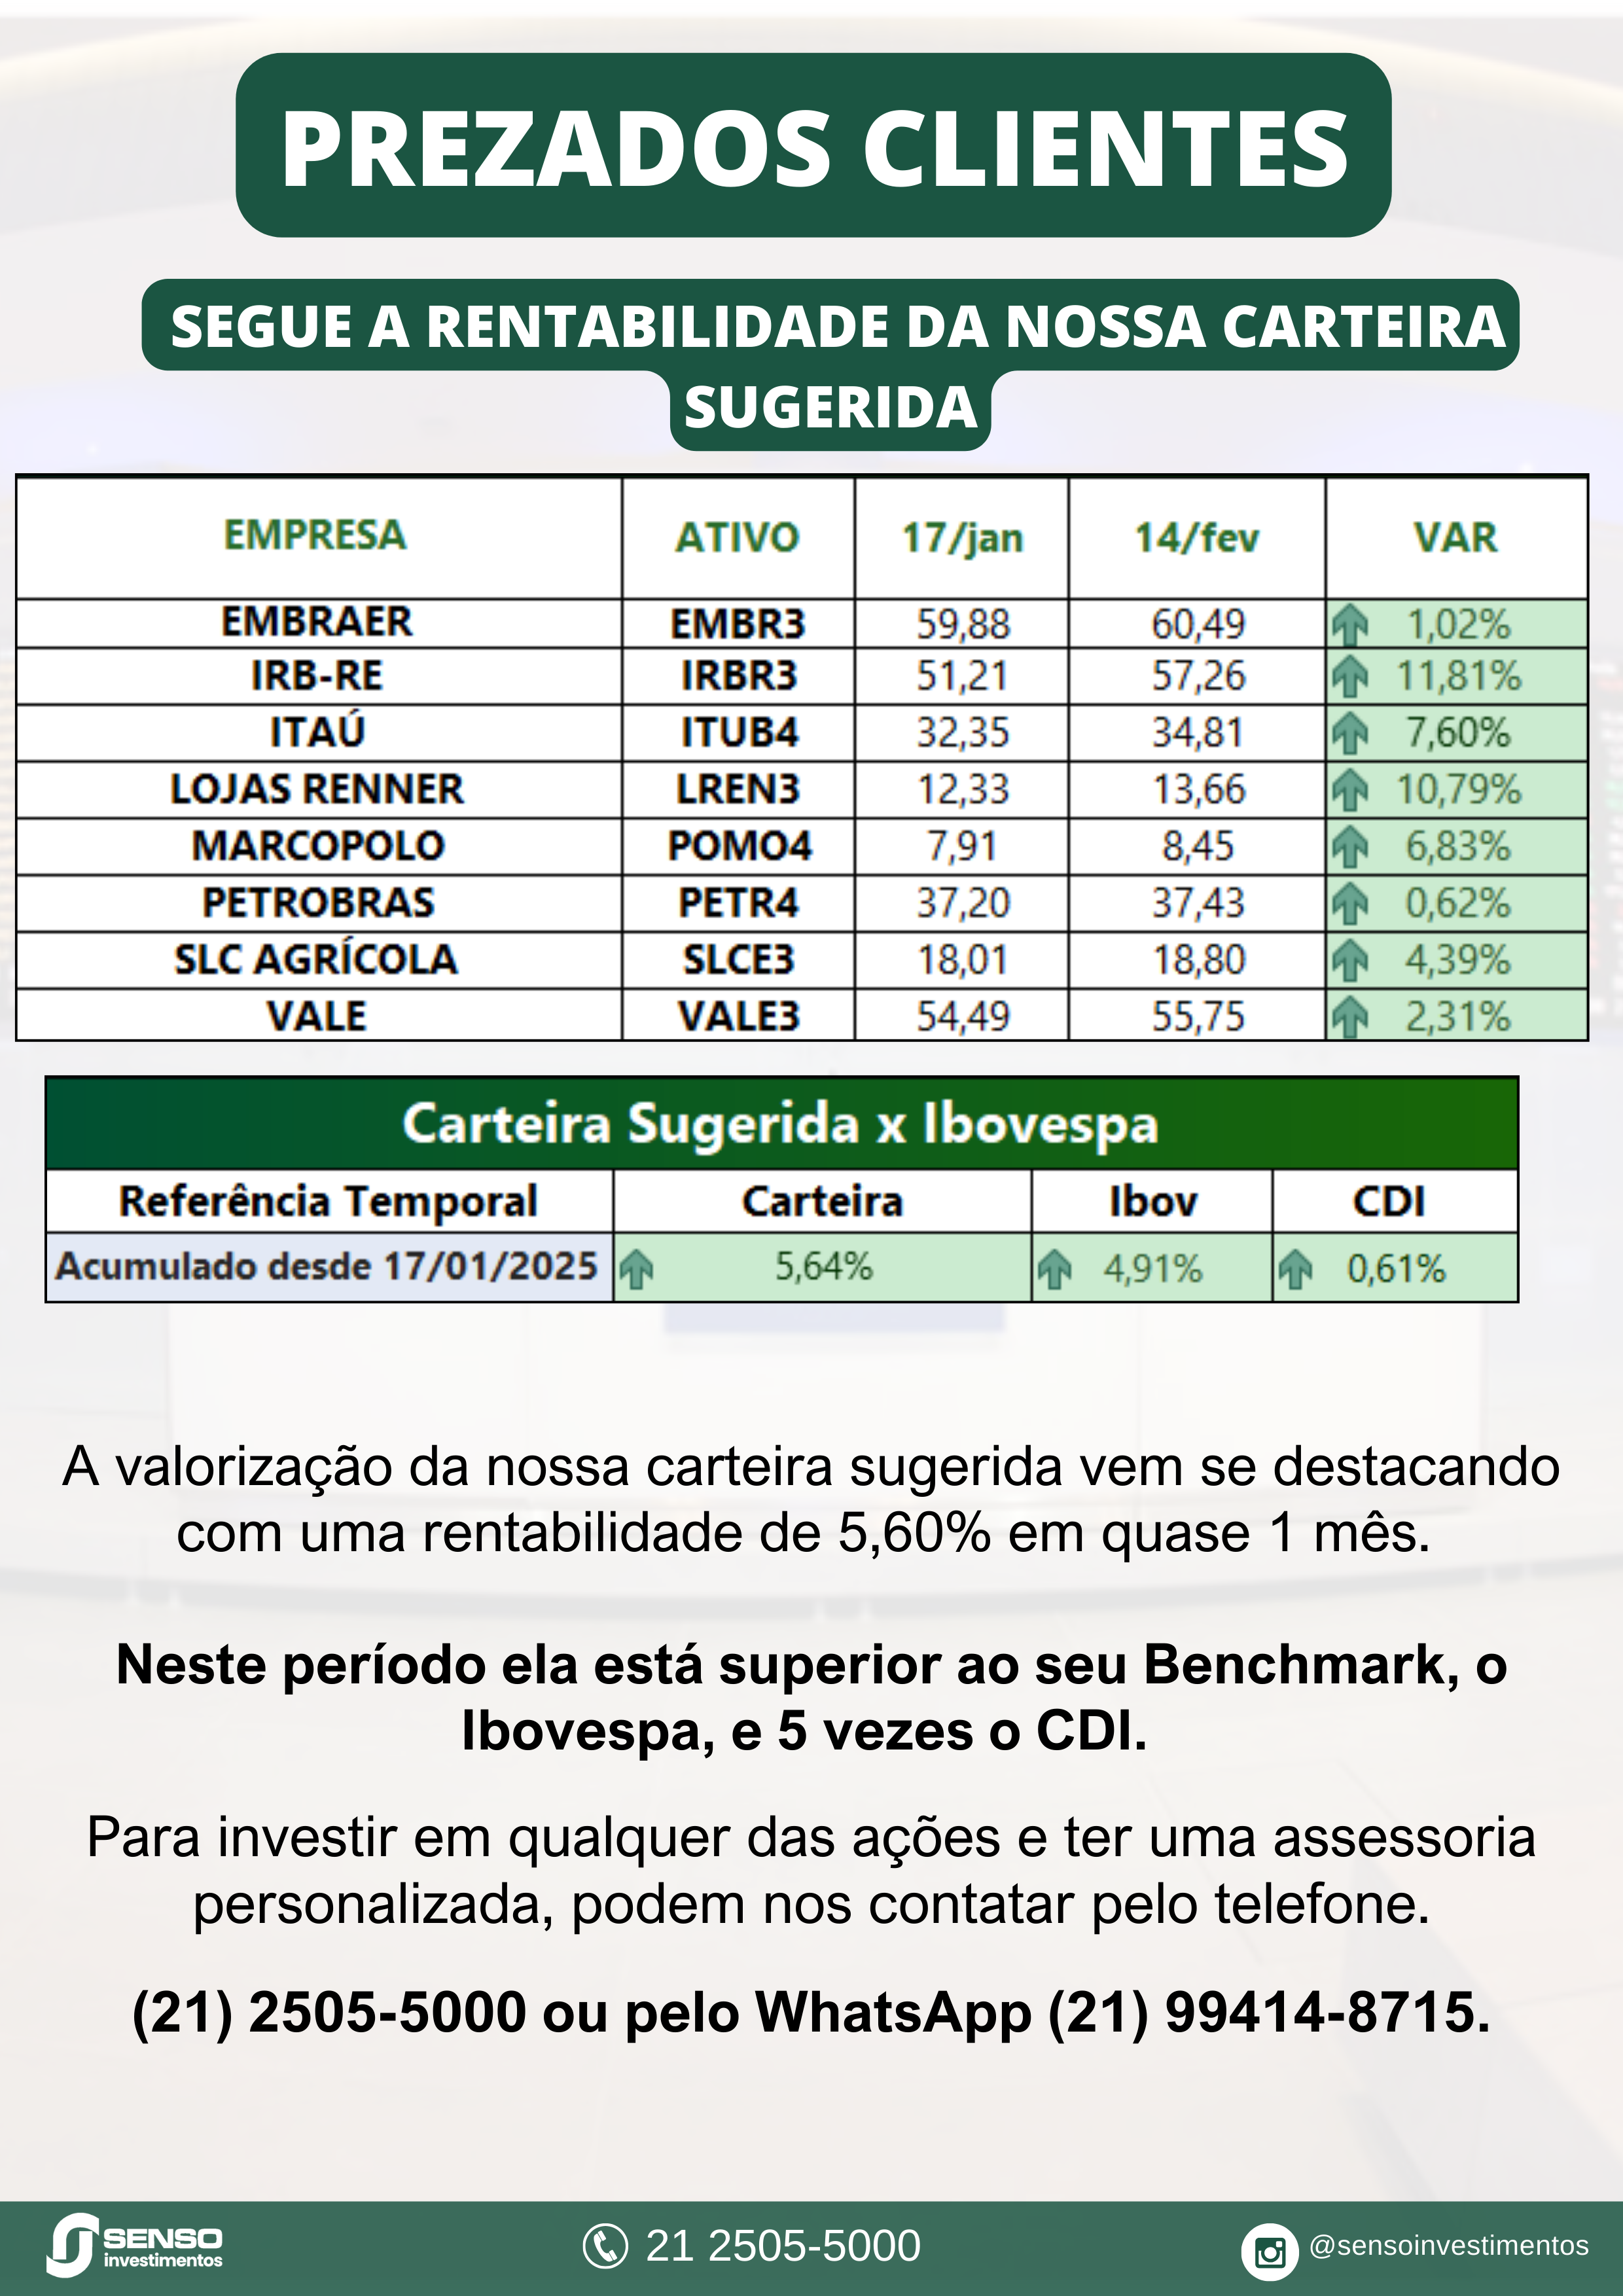 PREZADOS CLIENTES
SEGUE A RENTABILIDADE DA NOSSA CARTEIRA
SUGERIDA
EMPRESA ATIVO 17/jan 14/fev VAR
EMBRAER EMBR3 59,88 60,49 1,02%
IRB-RE IRBR3 51,21 57,26 11,81%
ITAÚ ITUB4 32,35 34,81 7,60%
LOJAS RENNER LREN3 12,33 13,66 10,79%
MARCOPOLO POMO4 7,91 8,45 6,83%
PETROBRAS PETR4 37,20 37,43 0,62%
SLC AGRÍCOLA SLCE3 18,01 18,80 4,39%
VALE VALE3 54,49 55,75 2,31%
Carteira Sugerida x Ibovespa
Referência Temporal Carteira Ibov CDI
Acumulado desde 17/01/2025 5,64% 4,91% 0,61%
A valorização da nossa carteira sugerida vem se destacando
com uma rentabilidade de 5,60% em quase 1 mês.
Neste período ela está superior ao seu Benchmark, o
Ibovespa, e 5 vezes o CDI.
Para investir em qualquer das ações e ter uma assessoria
personalizada, podem nos contatar pelo telefone.
(21) 2505-5000 ou pelo WhatsApp (21) 99414-8715.
SENSO
investimentos
21 2505-5000
@sensoinvestimentos